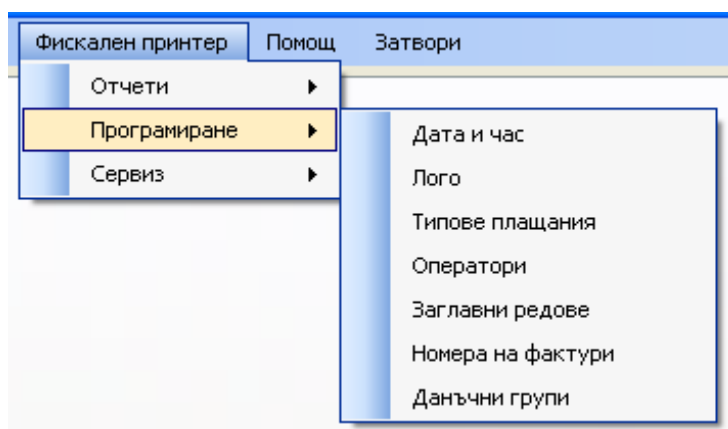 Фискален принтер Помощ Затвори
Отчети
Програмиране
Сервиз
Дата и час
Лого
Типове плащания
Оператори
Заглавни редове
Номера на фактури
Данъчни групи